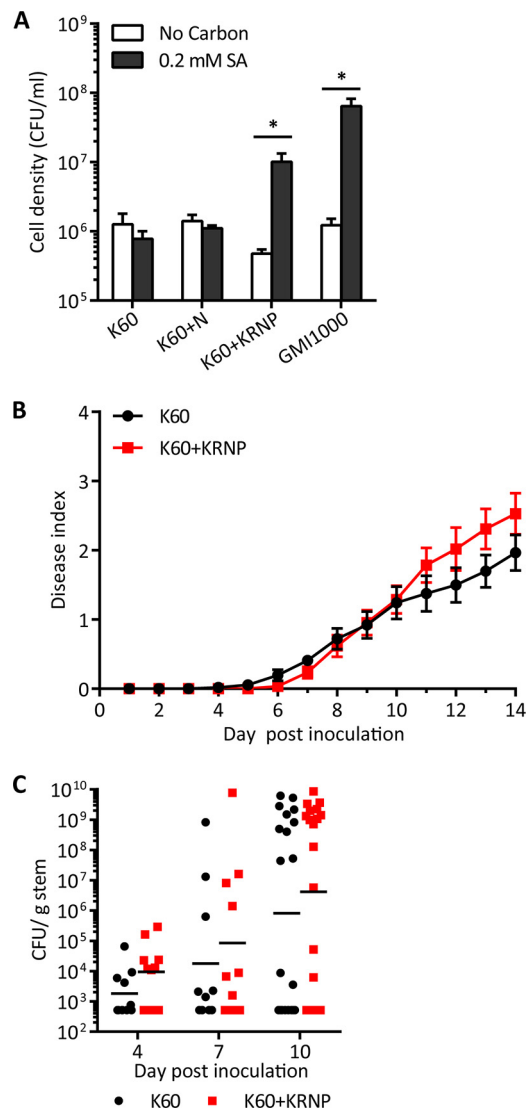 A
No Carbon
0.2 mM SA
Cell density (CFU/ml)
10⁹
10⁸
10⁷
10⁶
10⁵
*
*
K60
K60+N
K60+KRNP
GMI1000
B
K60
K60+KRNP
Disease index
4
3
2
1
0
0 2 4 6 8 10 12 14
Day post inoculation
C
CFU/ g stem
10¹⁰
10⁹
10⁸
10⁷
10⁶
10⁵
10⁴
10³
10²
4 7 10
Day post inoculation
K60 K60+KRNP